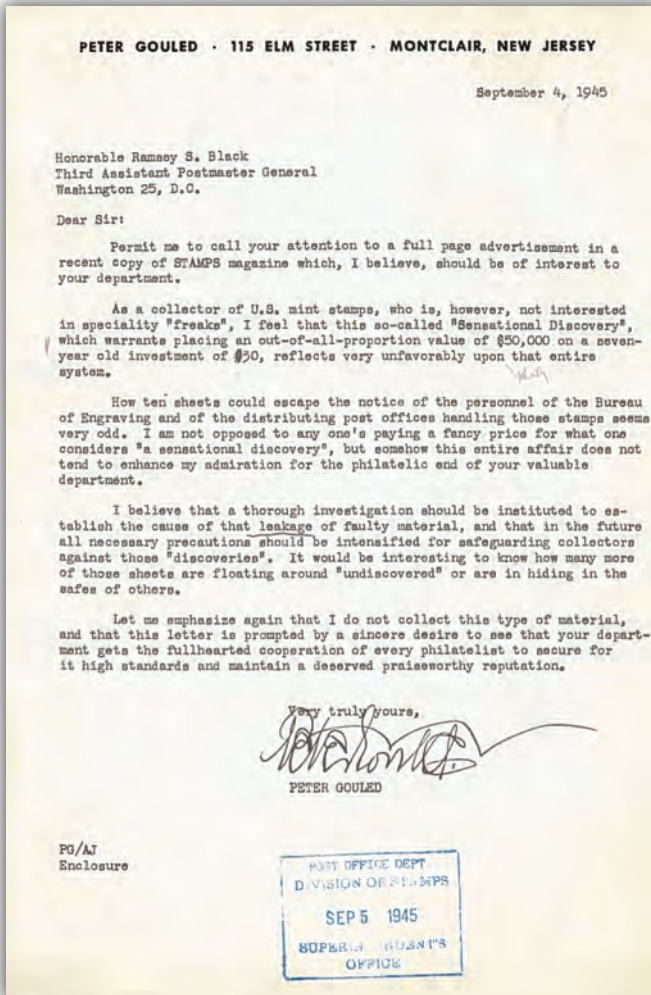 PETER GOULED · 115 ELM STREET · MONTCLAIR, NEW JERSEY
September 4, 1945
Honorable Ramsey S. Black
Third Assistant Postmaster General
Washington 25, D.C.
Dear Sir:
Permit me to call your attention to a full page advertisement in a
recent copy of STAMPS magazine which, I believe, should be of interest to
your department.
As a collector of U.S. mint stamps, who is, however, not interested
in speciality "freaks", I feel that this so-called "Sensational Discovery",
which warrants placing an out-of-all-proportion value of $50,000 on a seven-
year old investment of $30, reflects very unfavorably upon that entire
system.
How ten sheets could escape the notice of the personnel of the Bureau
of Engraving and of the distributing post offices handling those stamps seems
very odd. I am not opposed to any one's paying a fancy price for what one
considers "a sensational discovery", but somehow this entire affair does not
tend to enhance my admiration for the philatelic end of your valuable
department.
I believe that a thorough investigation should be instituted to es-
tablish the cause of that leakage of faulty material, and that in the future
all necessary precautions should be intensified for safeguarding collectors
against those "discoveries". It would be interesting to know how many more
of those sheets are floating around "undiscovered" or are in hiding in the
safes of others.
Let me emphasize again that I do not collect this type of material,
and that this letter is prompted by a sincere desire to see that your depart-
ment gets the fullhearted cooperation of every philatelist to secure for
it high standards and maintain a deserved praiseworthy reputation.
Very truly yours,
PETER GOULED
PG/AJ
Enclosure
POST OFFICE DEPT
DIVISION OF STAMPS
SEP 5 1945
SUPERINTENDENT'S
OFFICE